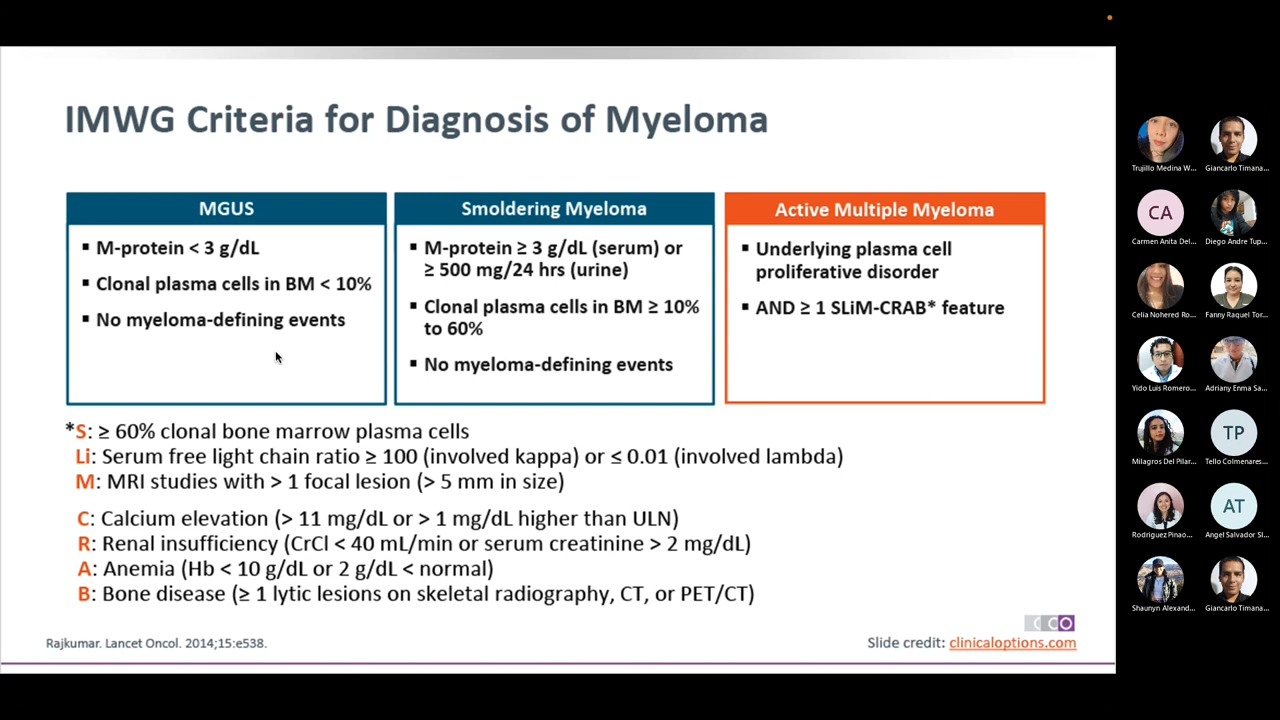 IMWG Criteria for Diagnosis of Myeloma
MGUS
▪ M-protein < 3 g/dL
▪ Clonal plasma cells in BM < 10%
▪ No myeloma-defining events
Smoldering Myeloma
▪ M-protein ≥ 3 g/dL (serum) or
≥ 500 mg/24 hrs (urine)
▪ Clonal plasma cells in BM ≥ 10%
to 60%
▪ No myeloma-defining events
Active Multiple Myeloma
▪ Underlying plasma cell
proliferative disorder
▪ AND ≥ 1 SLiM-CRAB* feature
*S: ≥ 60% clonal bone marrow plasma cells
Li: Serum free light chain ratio ≥ 100 (involved kappa) or ≤ 0.01 (involved lambda)
M: MRI studies with > 1 focal lesion (> 5 mm in size)
C: Calcium elevation (> 11 mg/dL or > 1 mg/dL higher than ULN)
R: Renal insufficiency (CrCl < 40 mL/min or serum creatinine > 2 mg/dL)
A: Anemia (Hb < 10 g/dL or 2 g/dL < normal)
B: Bone disease (≥ 1 lytic lesions on skeletal radiography, CT, or PET/CT)
CCO
Rajkumar. Lancet Oncol. 2014;15:e538.
Slide credit: clinicaloptions.com
Trujillo Medina W...
Giancarlo Timana...
CA
Carmen Anita Del...
Diego Andre Tup...
Celia Nohered Ro...
Fanny Raquel Tor...
Yido Luis Romero...
Adriany Enma Sa...
Milagros Del Pilar...
TP
Tello Colmenares...
Rodriguez Pinao...
AT
Angel Salvador Sl...
Shaunyn Alexand...
Giancarlo Timana...